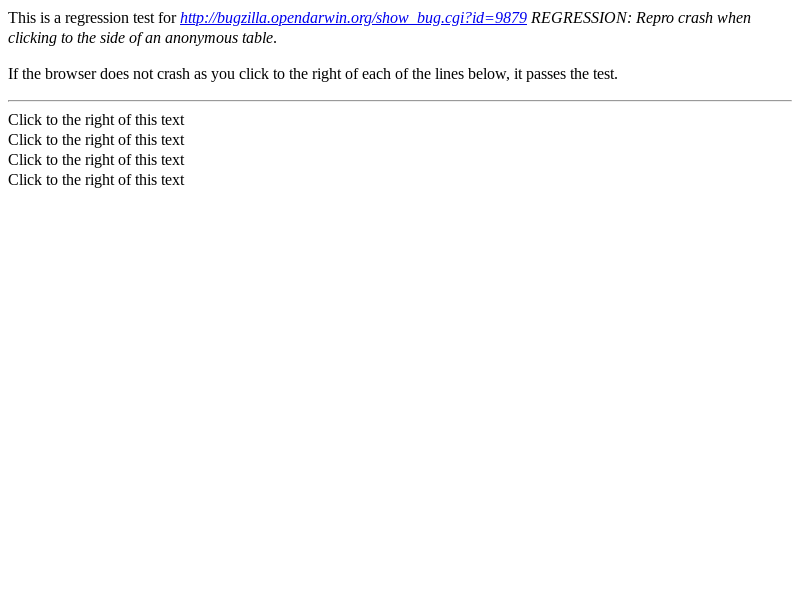 This is a regression test for http://bugzilla.opendarwin.org/show_bug.cgi?id=9879 REGRESSION: Repro crash when
clicking to the side of an anonymous table.
If the browser does not crash as you click to the right of each of the lines below, it passes the test.
Click to the right of this text
Click to the right of this text
Click to the right of this text
Click to the right of this text